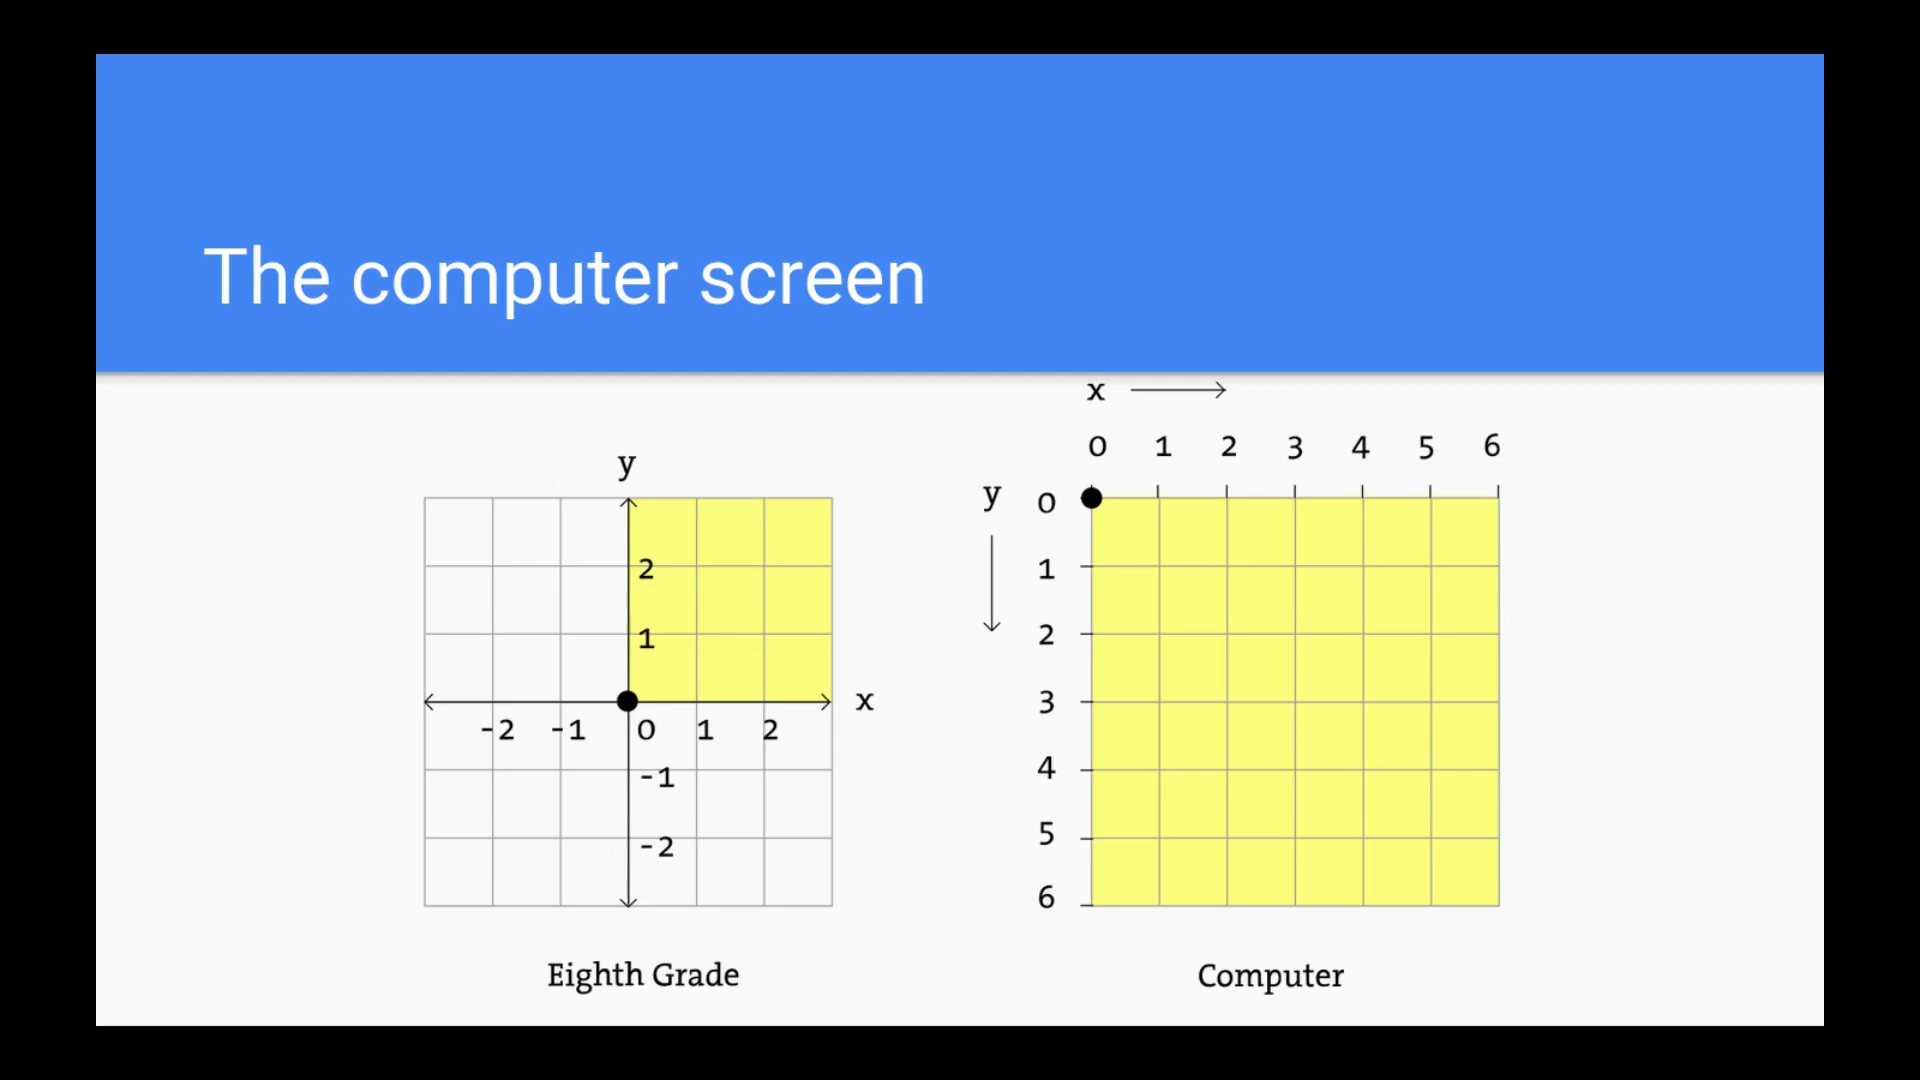 The computer screen
x
0 1 2 3 4 5 6
y
2
1
x
-2 -1 0 1 2
-1
-2
Eighth Grade
y
0
1
2
3
4
5
6
Computer